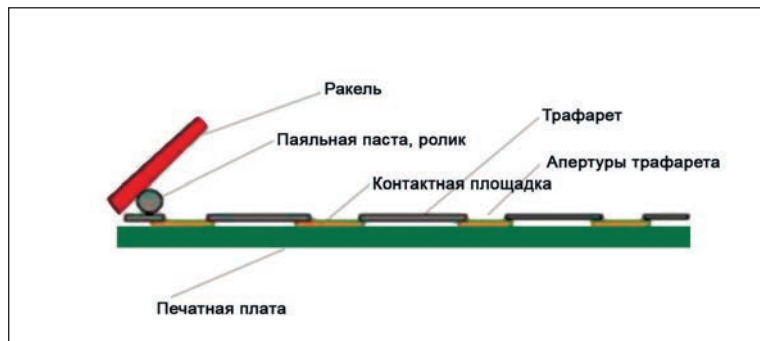 Ракель
Трафарет
Паяльная паста, ролик
Апертуры трафарета
Контактная площадка
Печатная плата